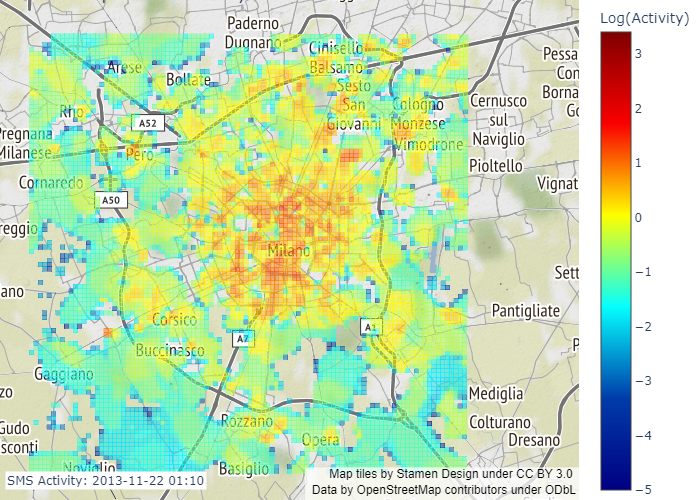 Log(Activity)
Paderno
Dugnano
Cinisello
Balsamo
Pessa
Con
Borna
Go
Arese
Bollate
Sesto
San
Giovanni
Cologno
Monzese
Cernusco
sul
Naviglio
Rho
A52
Vimodrone
Pregnana
Milanese
Pero
Pioltello
Cornaredo
Vignat
A50
reggio
Milano
Sett
ano
Corsico
Pantigliate
A7
A1
Buccinasco
P
Gaggiano
zo
Mediglia
Rozzano
Colturano
Gudo
sconti
Opera
Dresano
Noviglio
Basiglio
SMS Activity: 2013-11-22 01:10
Map tiles by Stamen Design under CC BY 3.0
Data by OpenStreetMap contributors under ODbL
3
2
1
0
−1
−2
−3
−4
−5